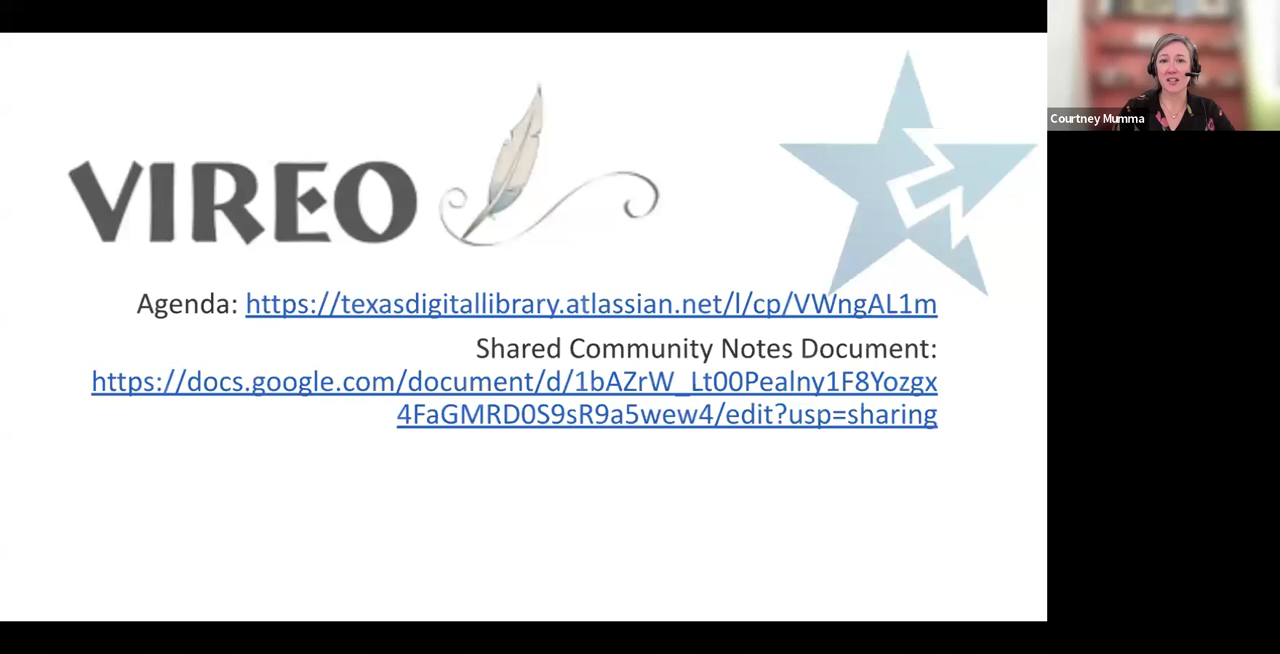 VIREO
Agenda: https://texasdigitallibrary.atlassian.net/l/cp/VWngAL1m
Shared Community Notes Document:
https://docs.google.com/document/d/1bAZrW_Lt00Pealny1F8Yozgx
4FaGMRD0S9sR9a5wew4/edit?usp=sharing
Courtney Mumma